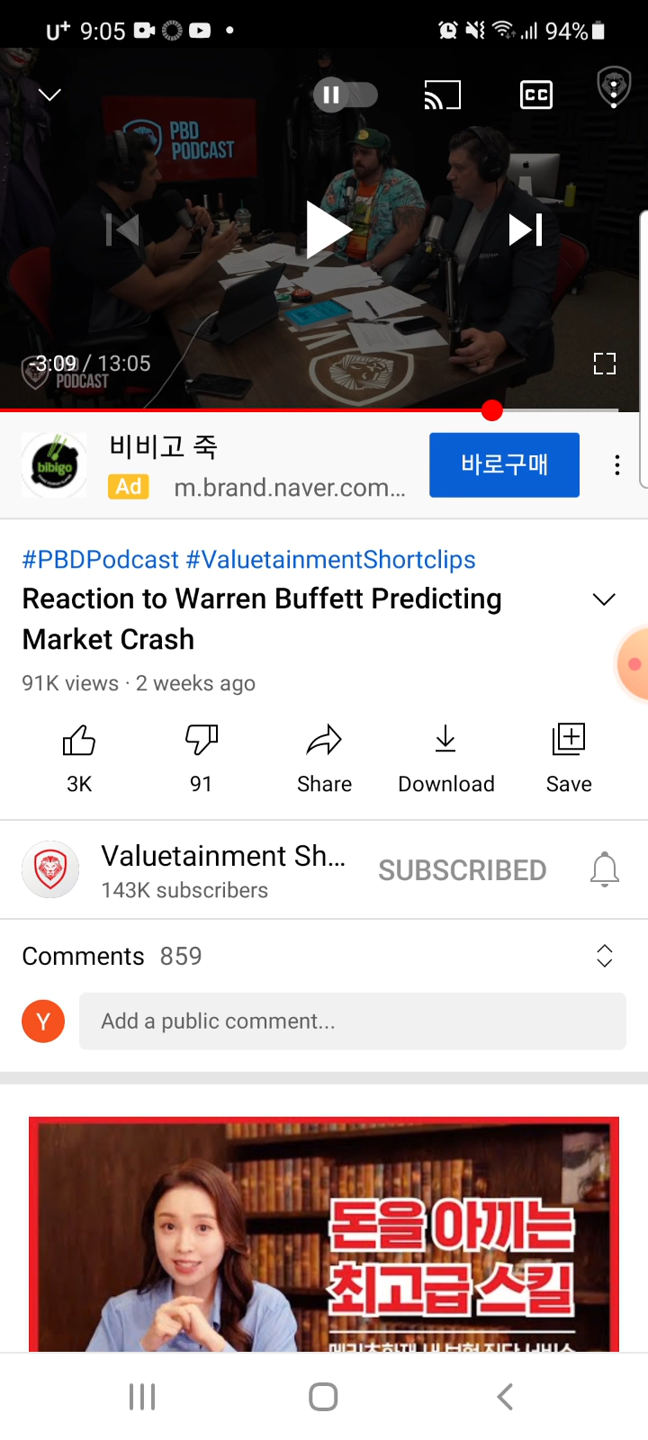 U+ 9:05 94%
CC
PBD
PODCAST
-3:09 / 13:05
PODCAST
bibigo
비비고 죽
바로구매
Ad m.brand.naver.com...
#PBDPodcast #ValuetainmentShortclips
Reaction to Warren Buffett Predicting
Market Crash
91K views · 2 weeks ago
3K 91 Share Download Save
Valuetainment Sh...
SUBSCRIBED
143K subscribers
Comments 859
Y Add a public comment...
돈을 아끼는
최고급 스킬